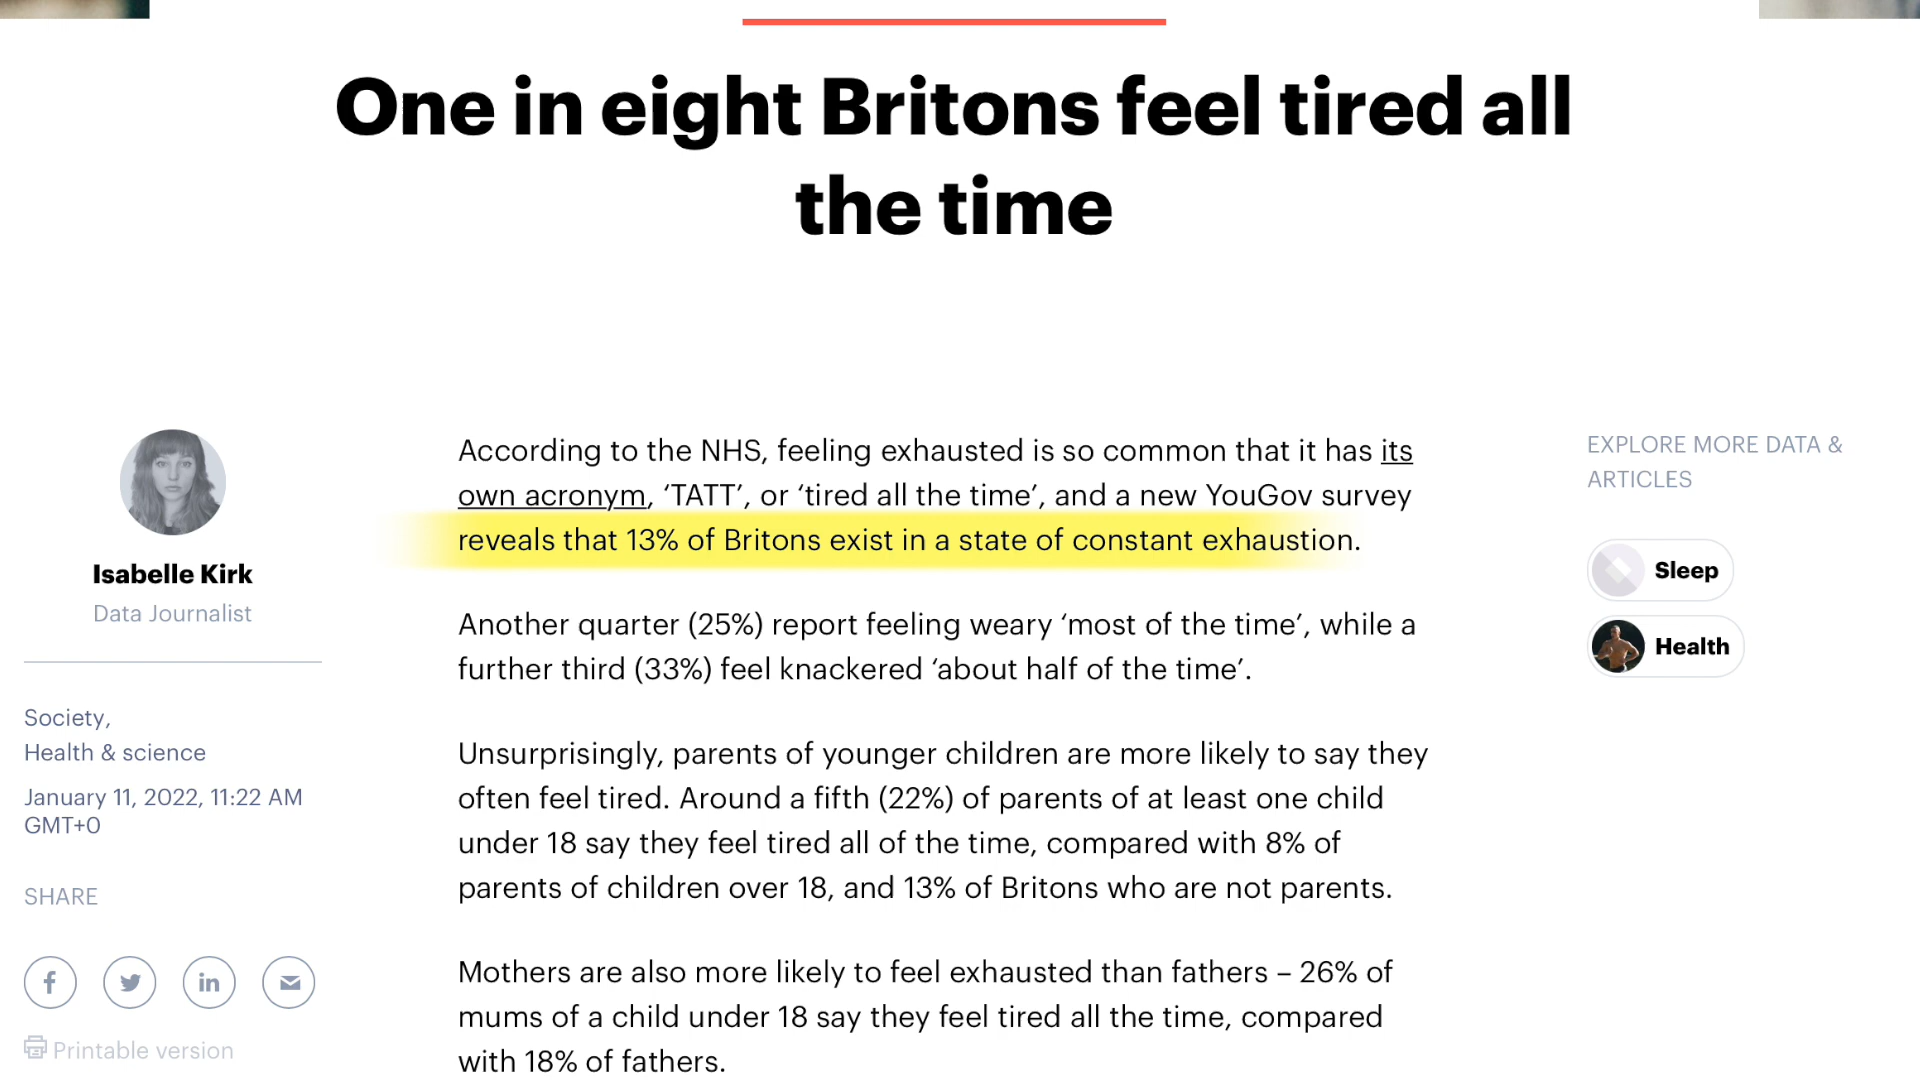 One in eight Britons feel tired all
the time
Isabelle Kirk
Data Journalist
Society,
Health & science
January 11, 2022, 11:22 AM
GMT+0
SHARE
Printable version
According to the NHS, feeling exhausted is so common that it has its
own acronym, ‘TATT’, or ‘tired all the time’, and a new YouGov survey
reveals that 13% of Britons exist in a state of constant exhaustion.
Another quarter (25%) report feeling weary ‘most of the time’, while a
further third (33%) feel knackered ‘about half of the time’.
Unsurprisingly, parents of younger children are more likely to say they
often feel tired. Around a fifth (22%) of parents of at least one child
under 18 say they feel tired all of the time, compared with 8% of
parents of children over 18, and 13% of Britons who are not parents.
Mothers are also more likely to feel exhausted than fathers – 26% of
mums of a child under 18 say they feel tired all the time, compared
with 18% of fathers.
EXPLORE MORE DATA &
ARTICLES
Sleep
Health